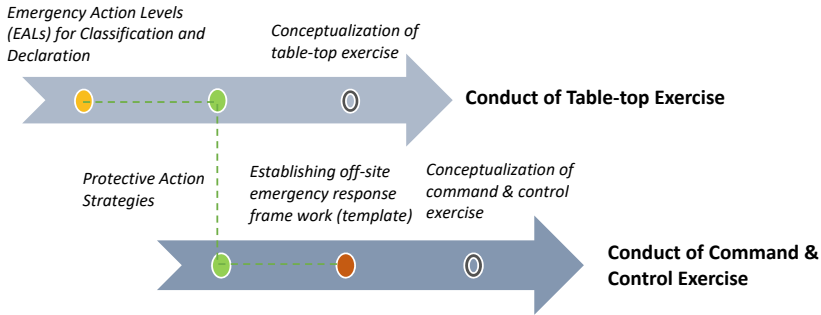 Emergency Action Levels
(EALs) for Classification and
Declaration
Conceptualization of
table-top exercise
Conduct of Table-top Exercise
Protective Action
Strategies
Establishing off-site
emergency response
frame work (template)
Conceptualization of
command & control
exercise
Conduct of Command &
Control Exercise